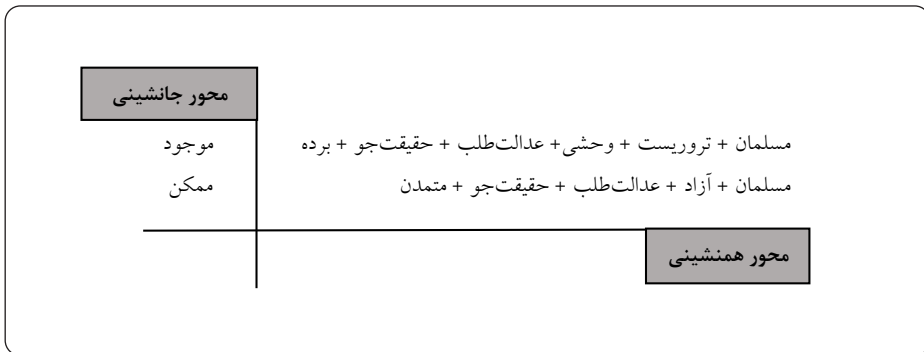 محور جانشینی
مسلمان + تروریست + وحشی+ عدالت‌طلب + حقیقت‌جو + برده
موجود
مسلمان + آزاد + عدالت‌طلب + حقیقت‌جو + متمدن
ممکن
محور همنشینی